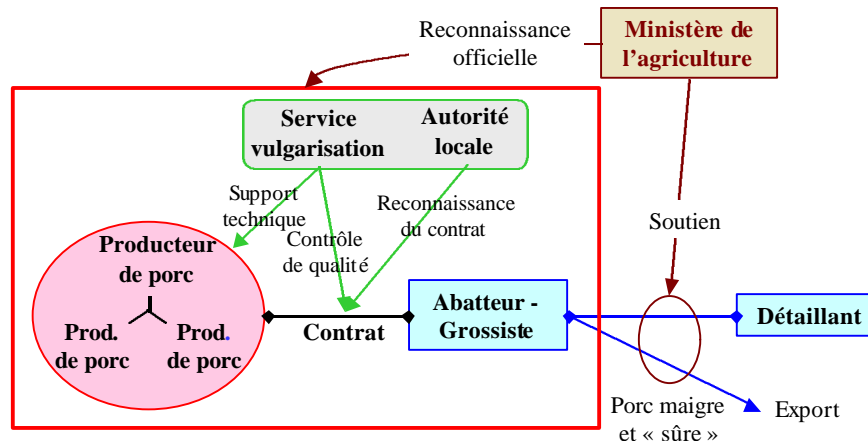 Reconnaissance
officielle
Ministère de
l'agriculture
Service
vulgarisation
Autorité
locale
Support
technique
Contrôle
de qualité
Reconnaissance
du contrat
Soutien
Producteur
de porc
Prod.
de porc
Prod.
de porc
Contrat
Abatteur -
Grossiste
Détaillant
Porc maigre
et « sûre »
Export